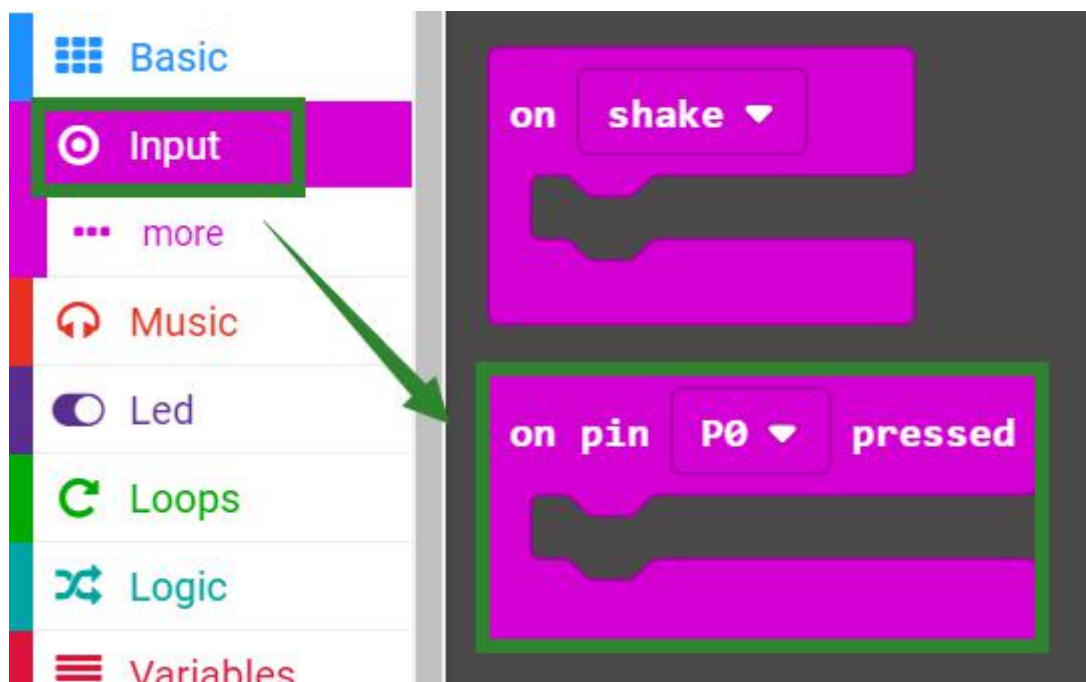 Basic
Input
more
Music
Led
Loops
Logic
Variables
on shake
on pin P0 pressed